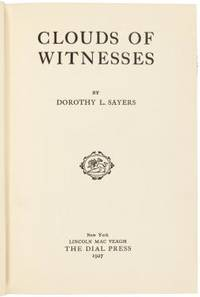 CLOUDS OF
WITNESSES
BY
DOROTHY L. SAYERS
New York
LINCOLN MAC VEAGH
THE DIAL PRESS
1927